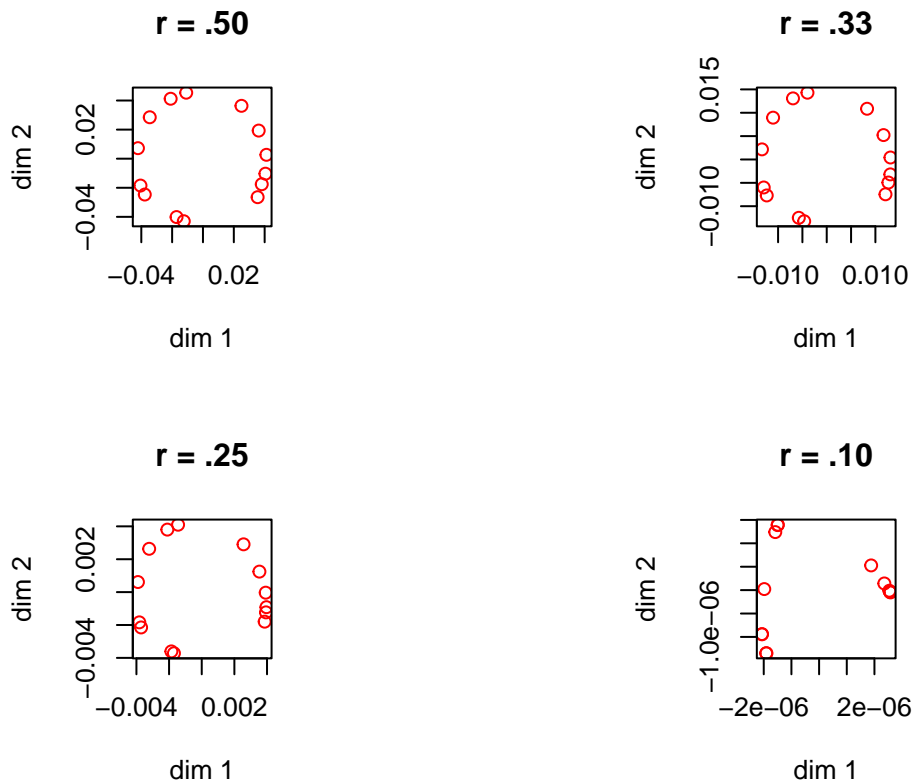 r = .50
dim 2
−0.04 0.02
−0.04 0.02
dim 1
r = .33
dim 2
−0.010 0.015
−0.010 0.010
dim 1
r = .25
dim 2
−0.004 0.002
−0.004 0.002
dim 1
r = .10
dim 2
−1.0e−06
−2e−06 2e−06
dim 1